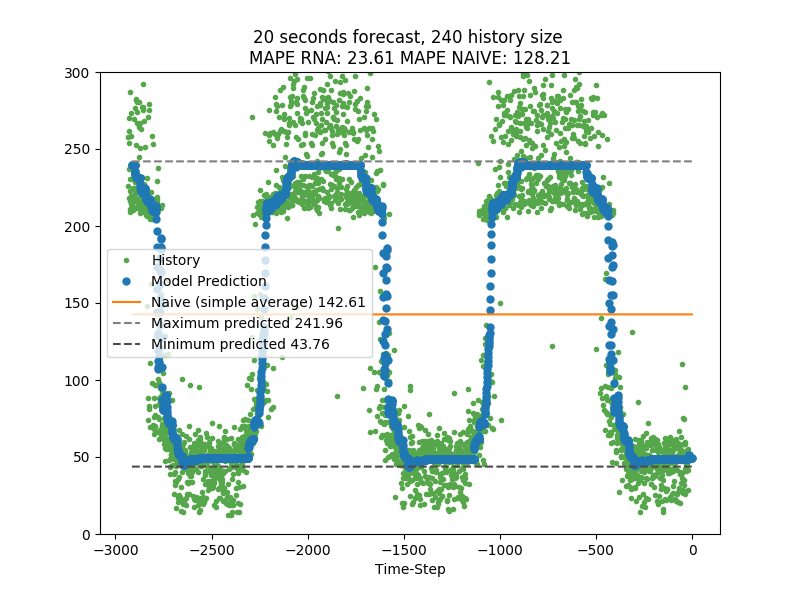 20 seconds forecast, 240 history size
MAPE RNA: 23.61 MAPE NAIVE: 128.21
300
250
200
150
100
50
0
History
Model Prediction
Naive (simple average) 142.61
Maximum predicted 241.96
Minimum predicted 43.76
−3000 −2500 −2000 −1500 −1000 −500 0
Time-Step